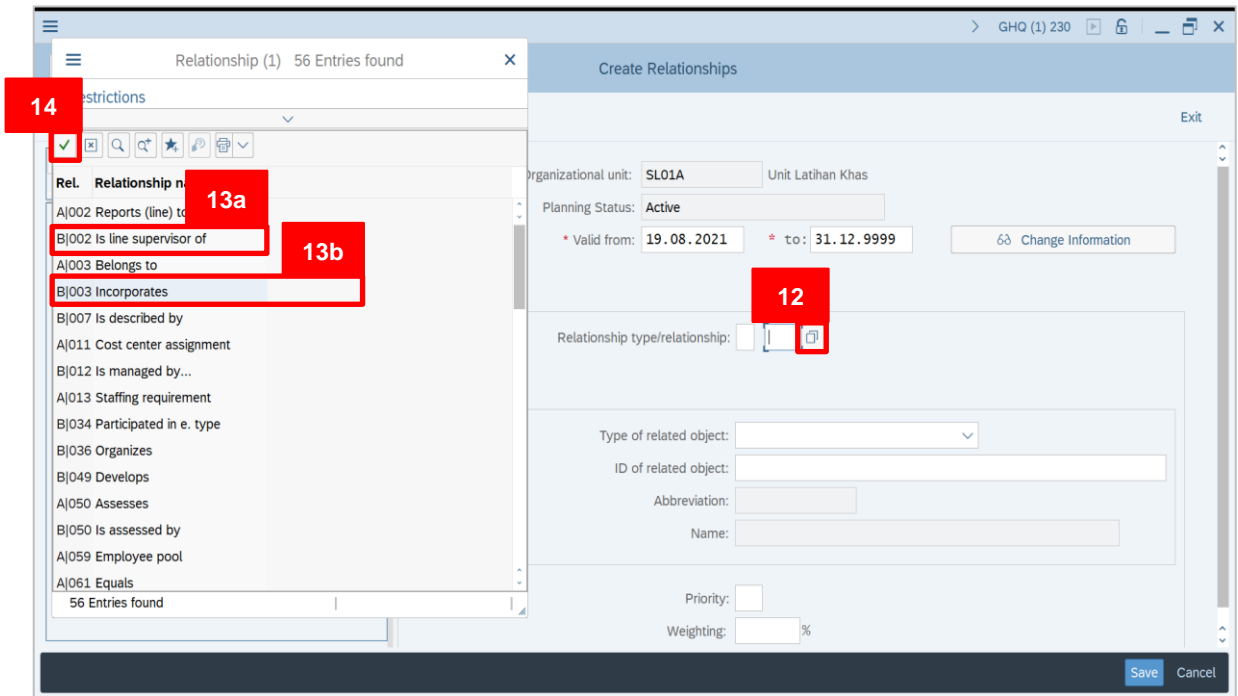 GHQ (1) 230
Relationship (1) 56 Entries found
Create Relationships
estrictions
14
Exit
Rel. Relationship n
13a
A|002 Reports (line) to
B|002 Is line supervisor of
13b
A|003 Belongs to
B|003 Incorporates
B|007 Is described by
A|011 Cost center assignment
B|012 Is managed by...
A|013 Staffing requirement
B|034 Participated in e. type
B|036 Organizes
B|049 Develops
A|050 Assesses
B|050 Is assessed by
A|059 Employee pool
A|061 Equals
56 Entries found
Organizational unit: SL01A Unit Latihan Khas
Planning Status: Active
* Valid from: 19.08.2021 * to: 31.12.9999 Change Information
12
Relationship type/relationship:
Type of related object:
ID of related object:
Abbreviation:
Name:
Priority:
Weighting: %
Save Cancel